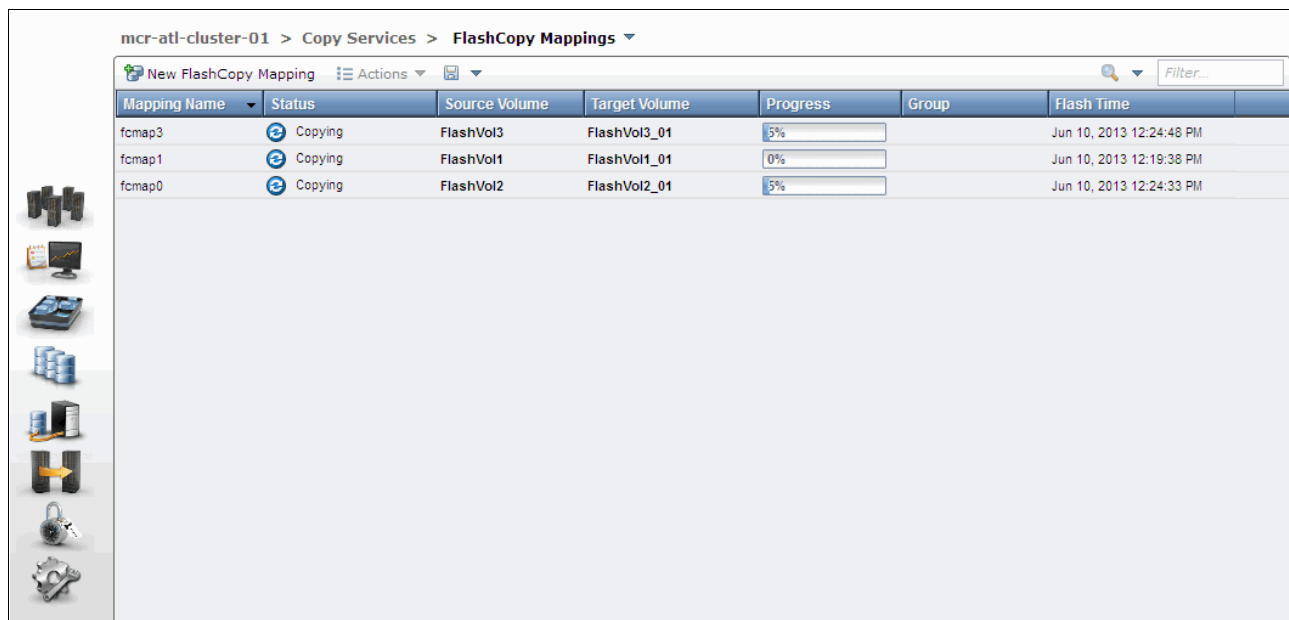 mcr-atl-cluster-01 > Copy Services > FlashCopy Mappings
New FlashCopy Mapping Actions Filter...
Mapping Name Status Source Volume Target Volume Progress Group Flash Time
fcmap3 Copying FlashVol3 FlashVol3_01 5% Jun 10, 2013 12:24:48 PM
fcmap1 Copying FlashVol1 FlashVol1_01 0% Jun 10, 2013 12:19:38 PM
fcmap0 Copying FlashVol2 FlashVol2_01 5% Jun 10, 2013 12:24:33 PM